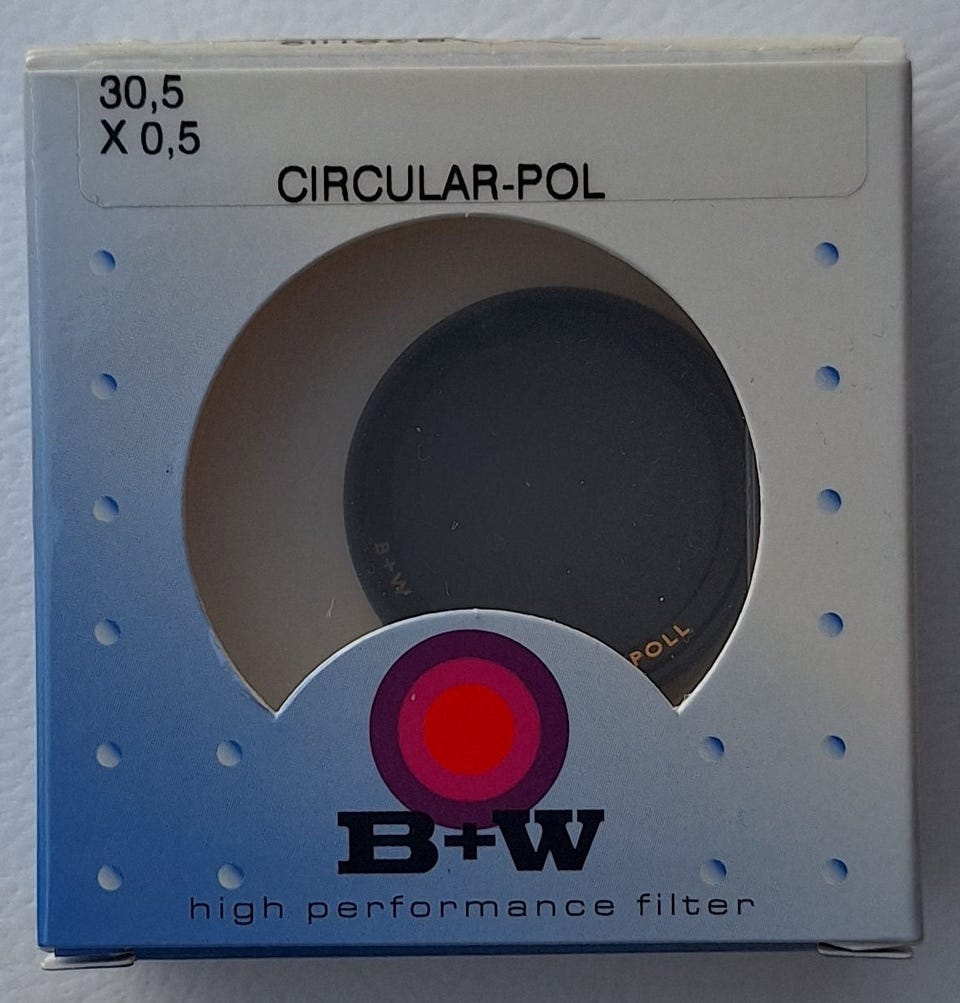 30,5
X 0,5
CIRCULAR-POL
B+W
POLL
B+W
high performance filter